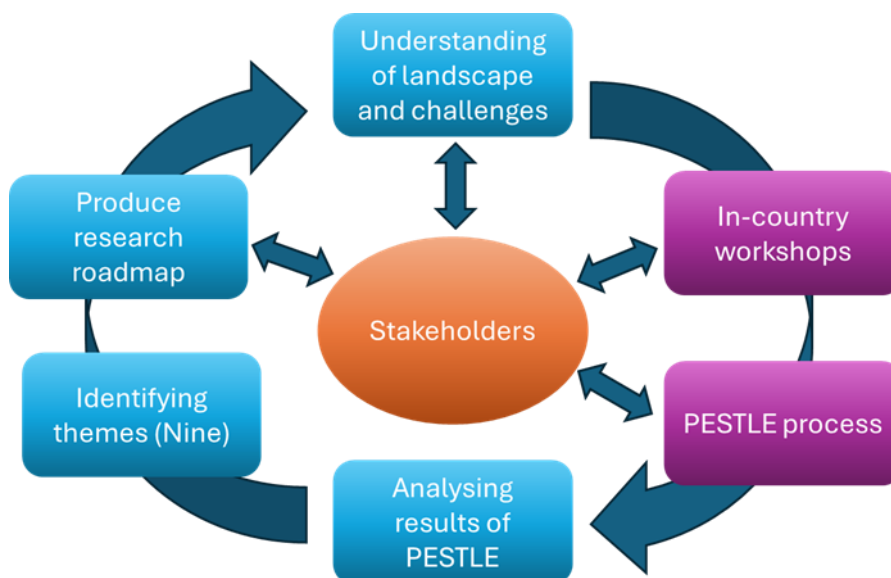 Understanding
of landscape
and challenges
In-country
workshops
PESTLE process
Analysing
results of
PESTLE
Identifying
themes (Nine)
Produce
research
roadmap
Stakeholders